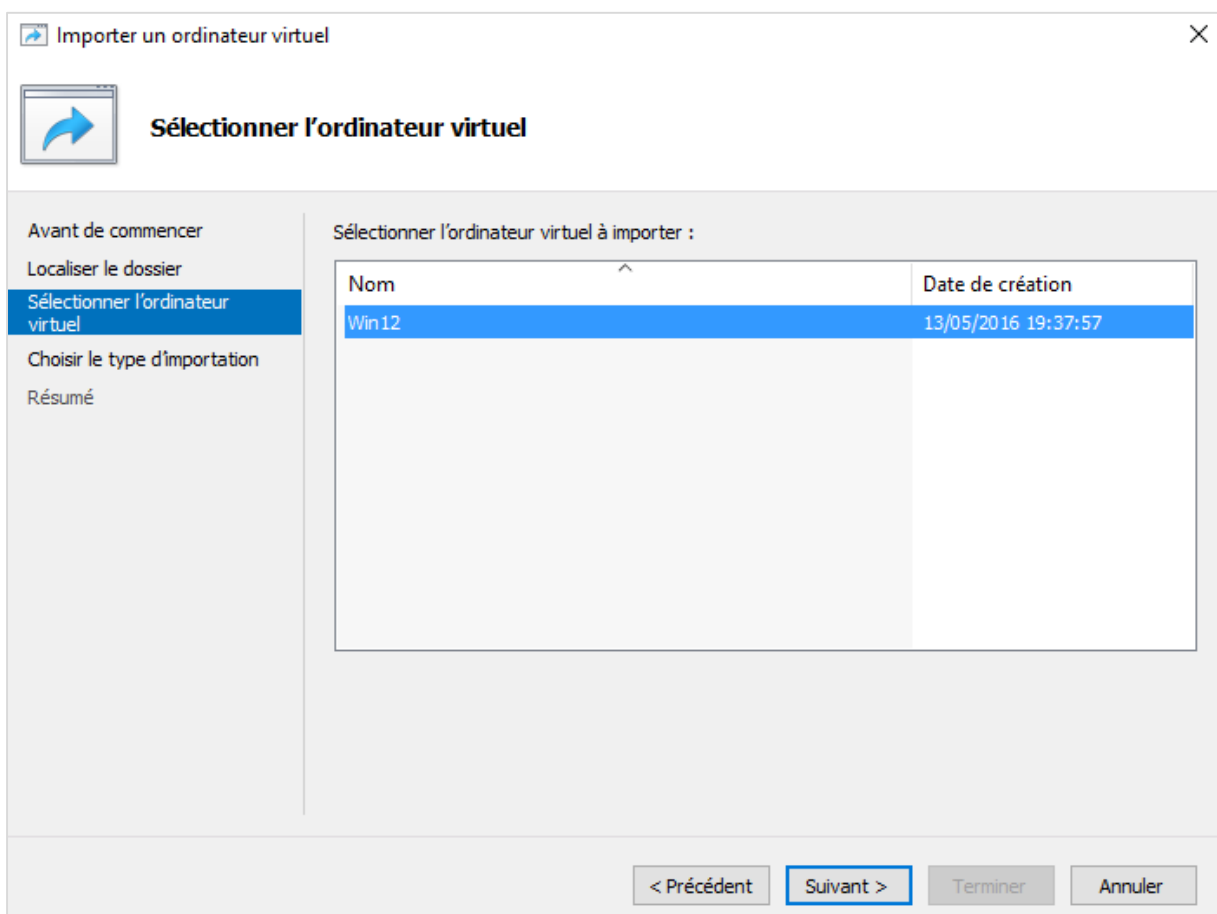 Importer un ordinateur virtuel
Sélectionner l'ordinateur virtuel
Avant de commencer
Localiser le dossier
Sélectionner l'ordinateur
virtuel
Choisir le type d'importation
Résumé
Sélectionner l'ordinateur virtuel à importer :
Nom Date de création
Win12 13/05/2016 19:37:57
< Précédent Suivant > Terminer Annuler